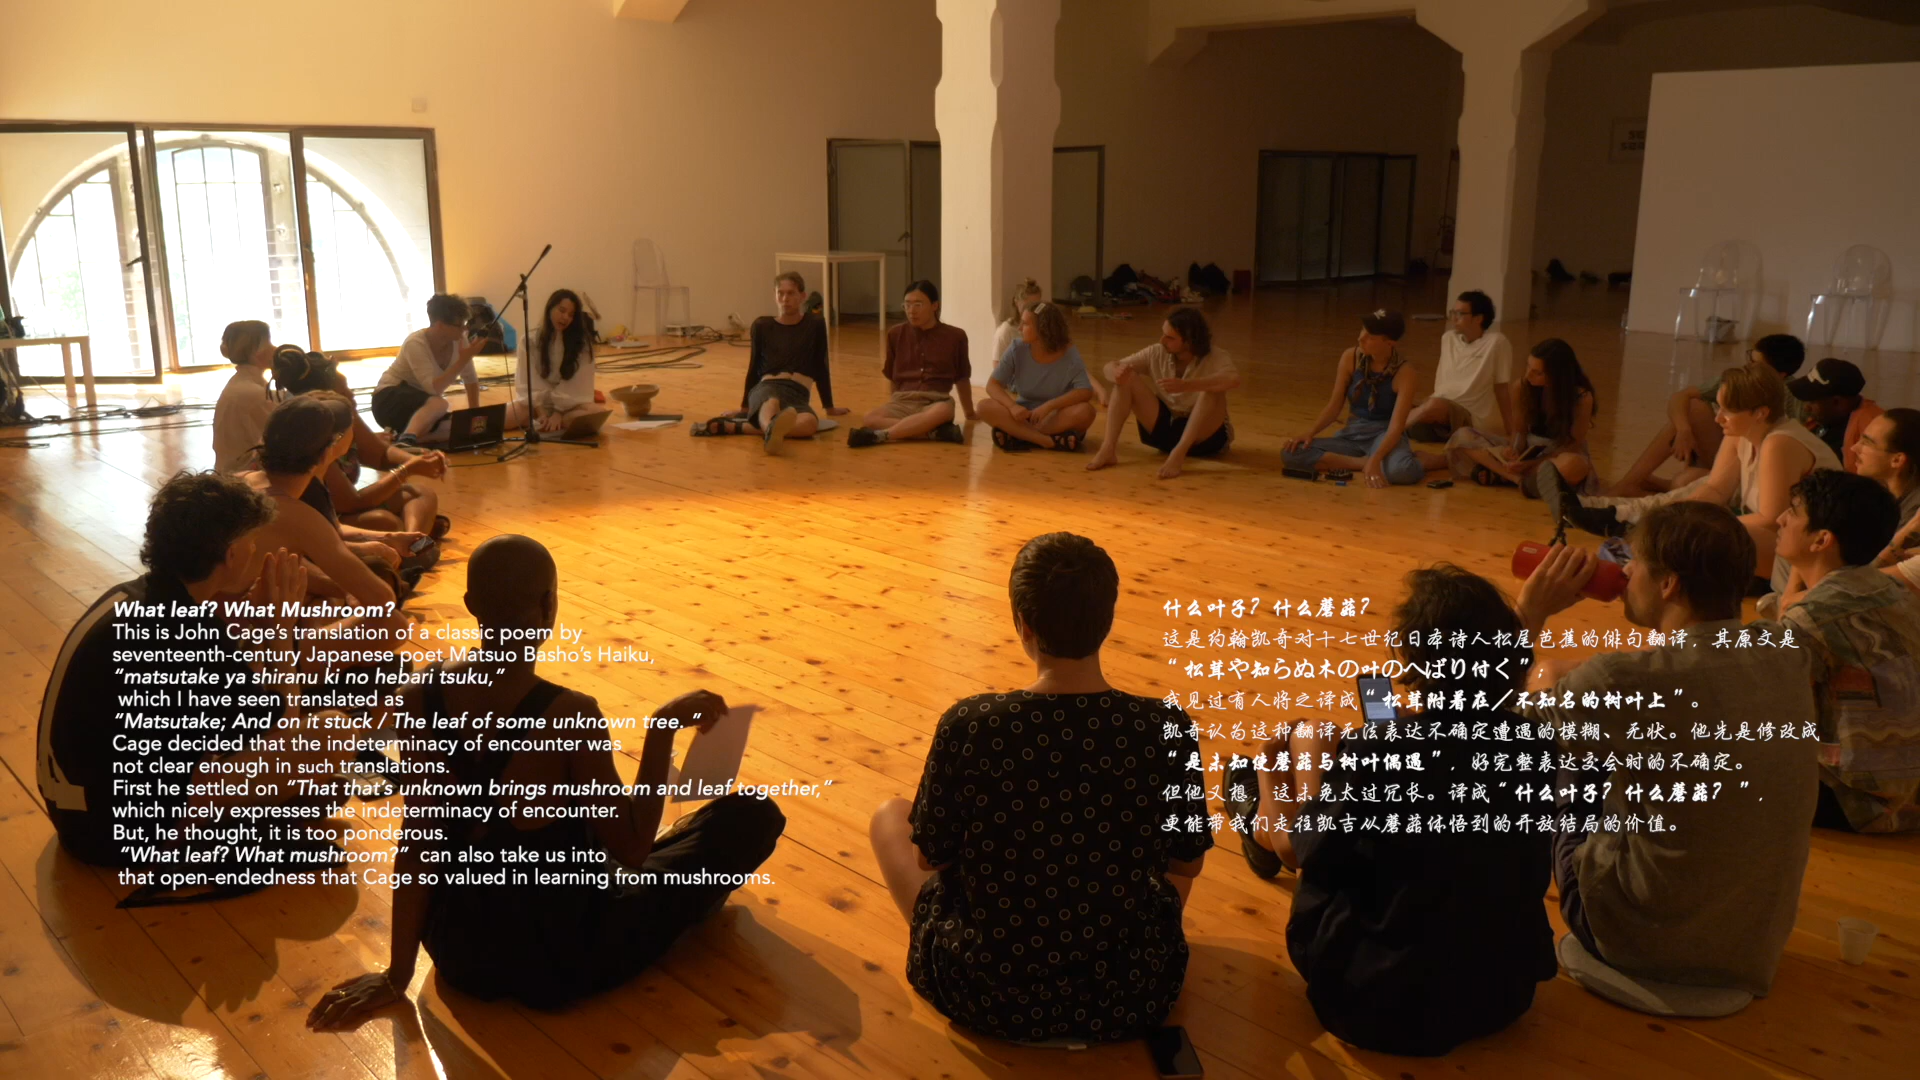 What leaf? What Mushroom?
This is John Cage's translation of a classic poem by
seventeenth-century Japanese poet Matsuo Basho's Haiku,
“matsutake ya shiranu ki no hebari tsuku,“
which I have seen translated as
“Matsutake; And on it stuck / The leaf of some unknown tree. ”
Cage decided that the indeterminacy of encounter was
not clear enough in such translations.
First he settled on “That that's unknown brings mushroom and leaf together,“
which nicely expresses the indeterminacy of encounter.
But, he thought, it is too ponderous.
“What leaf? What mushroom?” can also take us into
that open-endedness that Cage so valued in learning from mushrooms.
什么叶子？什么蘑菇？
这是约翰凯奇对十七世纪日本诗人松尾芭蕉的俳句翻译，其原文是
“松茸や知らぬ木の叶のへばり付く”；
我见过有人将之译成“松茸附着在／不知名的树叶上”。
凯奇认为这种翻译无法表达不确定遭遇的模糊、无状。他先是修改成
“是未知使蘑菇与树叶偶遇”，好完整表达交会时的不确定。
但他又想，这未免太过冗长。译成“什么叶子？什么蘑菇？”，
更能带我们走往凯吉从蘑菇体悟到的开放结局的价值。